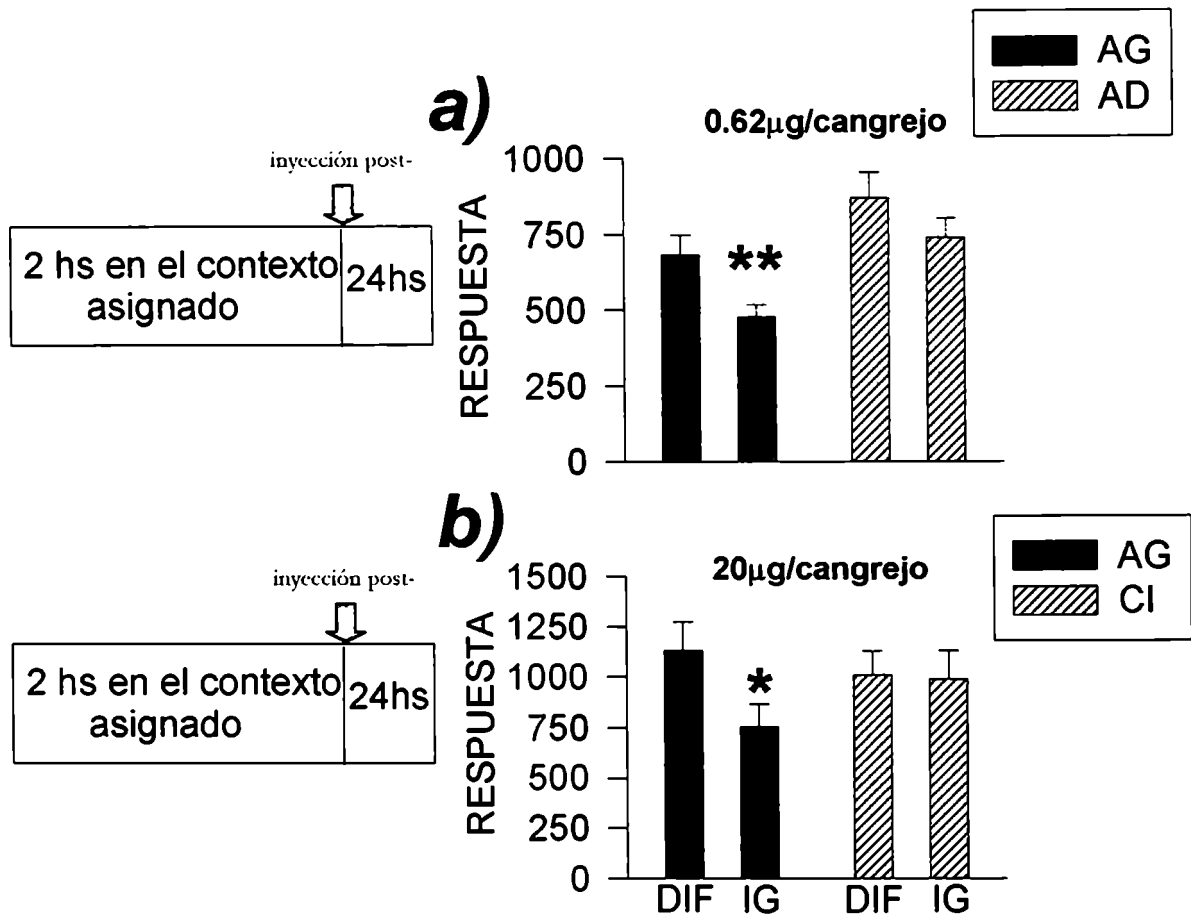 AG
AD
a)
0.62μg/cangrejo
inyección post-
2 hs en el contexto
asignado
24hs
RESPUESTA
1000
750
500
250
0
**
b)
20μg/cangrejo
AG
CI
inyección post-
2 hs en el contexto
asignado
24hs
RESPUESTA
1500
1250
1000
750
500
250
0
*
DIF IG DIF IG